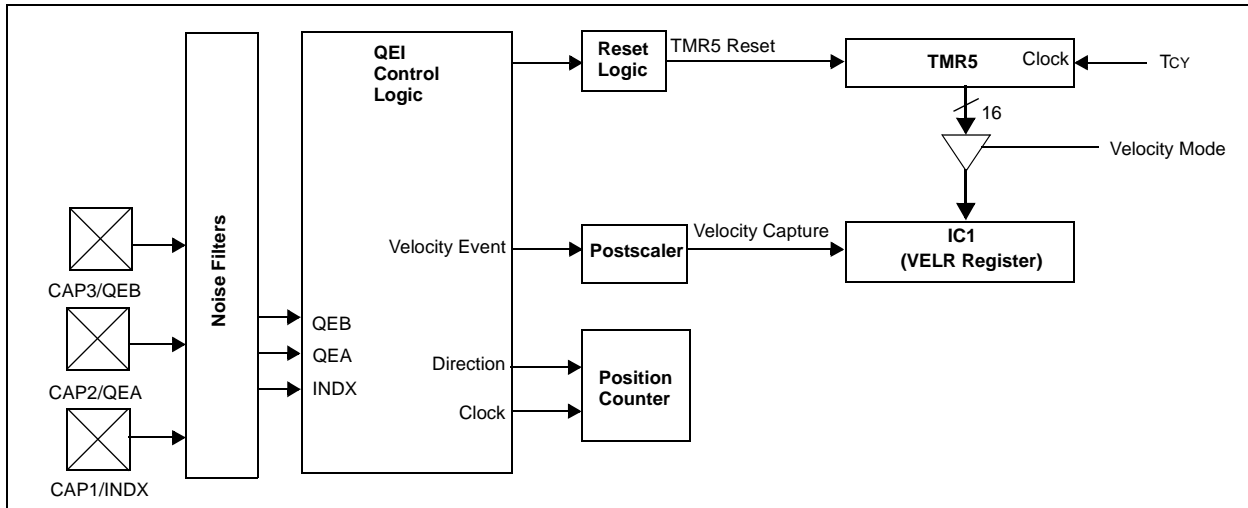 QEI
Control
Logic
Reset
Logic
TMR5 Reset
TMR5
Clock
TCY
16
Velocity Mode
Noise Filters
Velocity Event
Postscaler
Velocity Capture
IC1
(VELR Register)
CAP3/QEB
QEB
QEA
INDX
Direction
Clock
Position
Counter
CAP2/QEA
CAP1/INDX